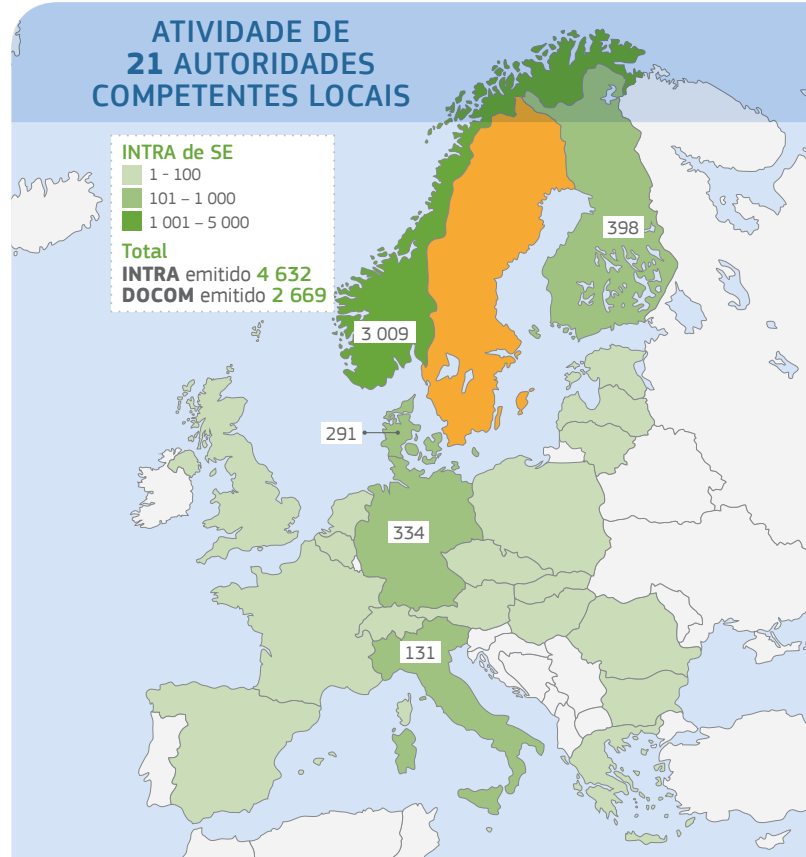 ATIVIDADE DE
21 AUTORIDADES
COMPETENTES LOCAIS
INTRA de SE
1 - 100
101 – 1 000
1 001 – 5 000
Total
INTRA emitido 4 632
DOCOM emitido 2 669
398
3 009
291
334
131